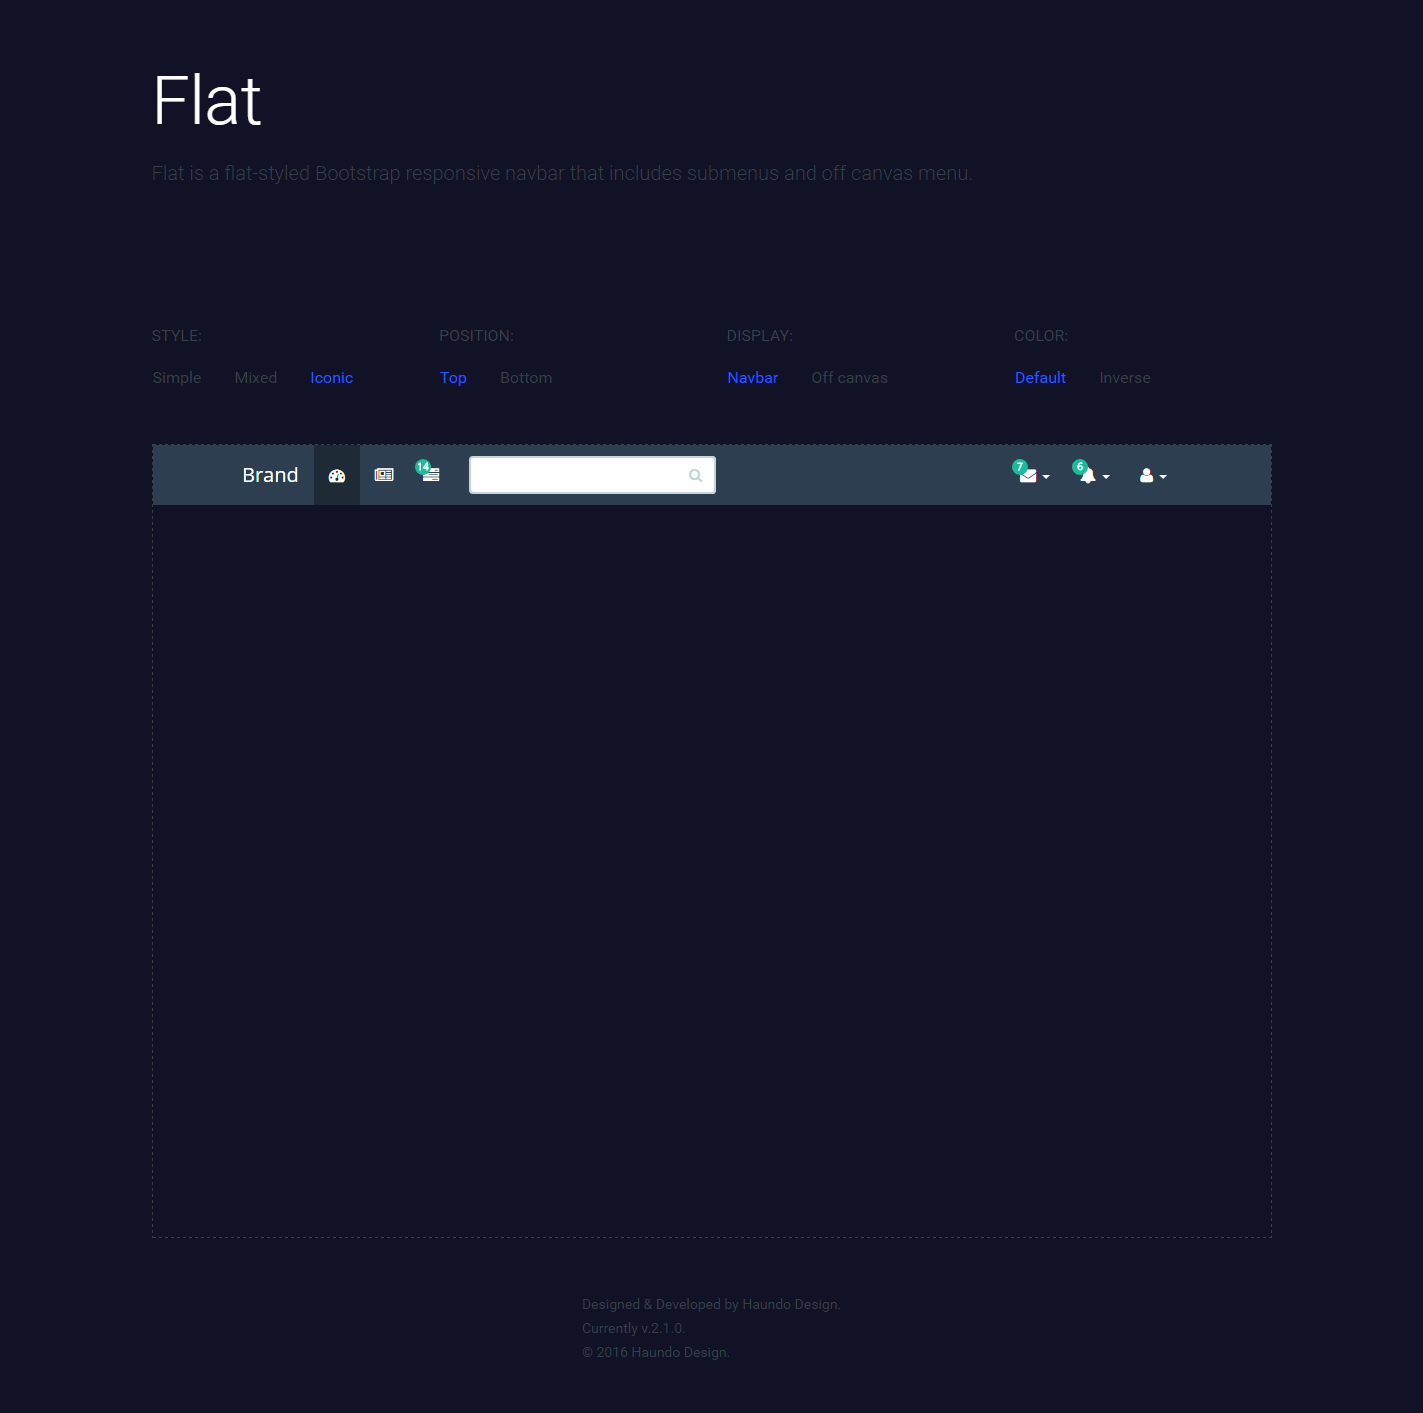 Flat
Flat is a flat-styled Bootstrap responsive navbar that includes submenus and off canvas menu.
STYLE: POSITION: DISPLAY: COLOR:
Simple Mixed Iconic Top Bottom Navbar Off canvas Default Inverse
Brand 14 7 6
Designed & Developed by Haundo Design.
Currently v.2.1.0.
© 2016 Haundo Design.